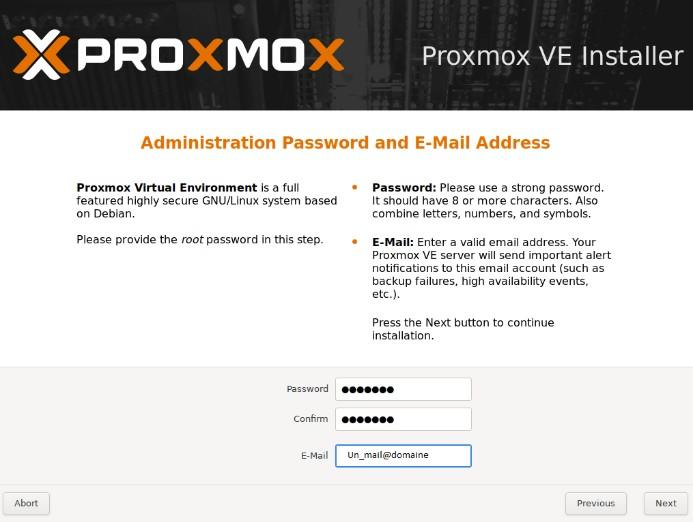 PROXMOX
Proxmox VE Installer
Administration Password and E-Mail Address
Proxmox Virtual Environment is a full
featured highly secure GNU/Linux system based
on Debian.
Please provide the root password in this step.
• Password: Please use a strong password.
It should have 8 or more characters. Also
combine letters, numbers, and symbols.
• E-Mail: Enter a valid email address. Your
Proxmox VE server will send important alert
notifications to this email account (such as
backup failures, high availability events,
etc.).
Press the Next button to continue
installation.
Password ●●●●●●●
Confirm ●●●●●●●
E-Mail Un_mail@domaine
Abort Previous Next